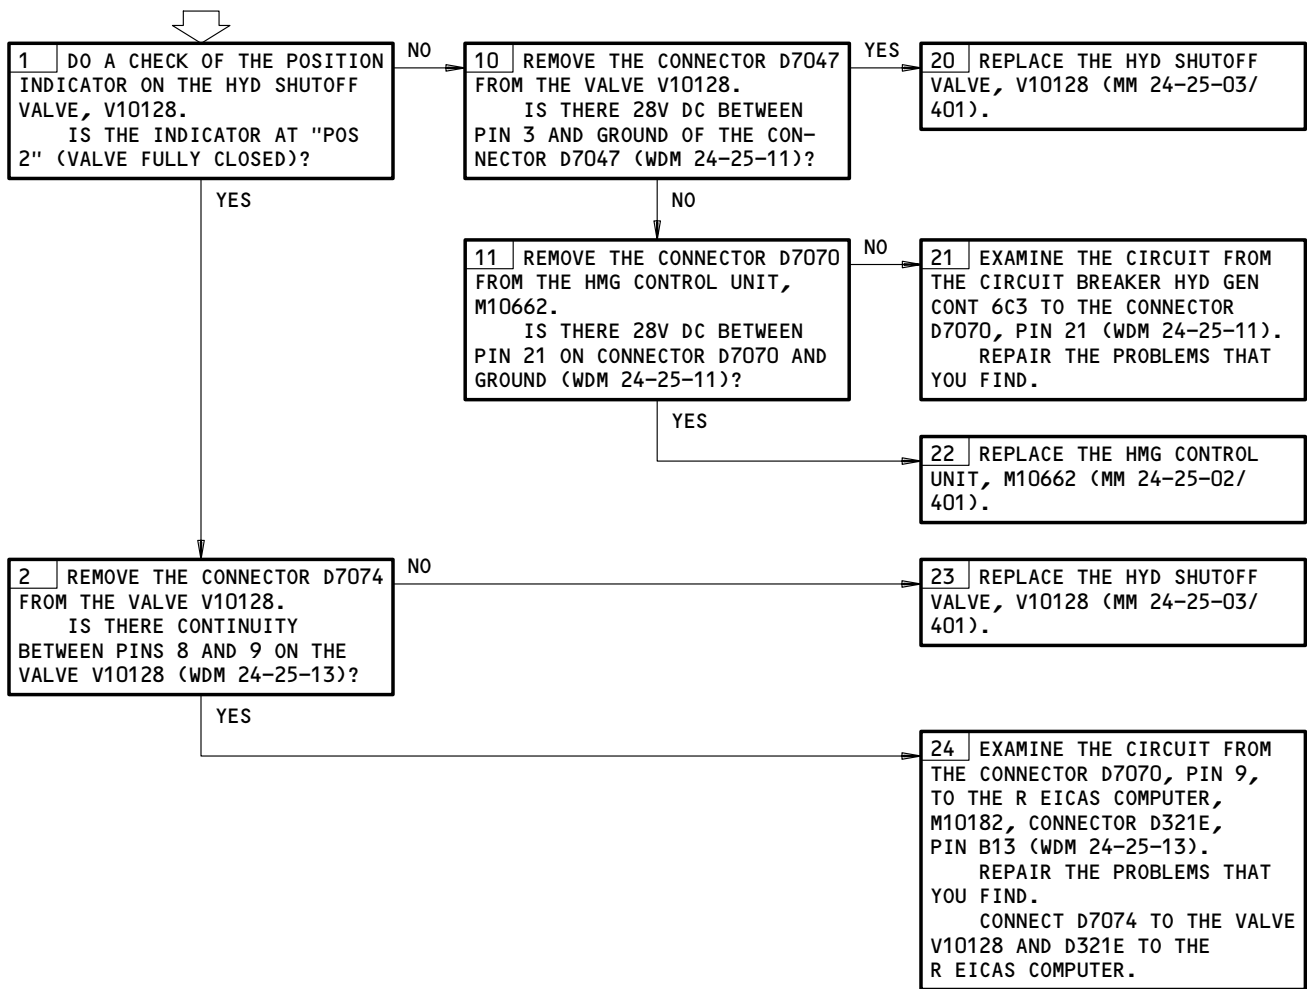 1 DO A CHECK OF THE POSITION
INDICATOR ON THE HYD SHUTOFF
VALVE, V10128.
IS THE INDICATOR AT "POS
2" (VALVE FULLY CLOSED)?
NO
10 REMOVE THE CONNECTOR D7047
FROM THE VALVE V10128.
IS THERE 28V DC BETWEEN
PIN 3 AND GROUND OF THE CON-
NECTOR D7047 (WDM 24-25-11)?
YES
20 REPLACE THE HYD SHUTOFF
VALVE, V10128 (MM 24-25-03/
401).
YES
NO
11 REMOVE THE CONNECTOR D7070
FROM THE HMG CONTROL UNIT,
M10662.
IS THERE 28V DC BETWEEN
PIN 21 ON CONNECTOR D7070 AND
GROUND (WDM 24-25-11)?
NO
21 EXAMINE THE CIRCUIT FROM
THE CIRCUIT BREAKER HYD GEN
CONT 6C3 TO THE CONNECTOR
D7070, PIN 21 (WDM 24-25-11).
REPAIR THE PROBLEMS THAT
YOU FIND.
YES
22 REPLACE THE HMG CONTROL
UNIT, M10662 (MM 24-25-02/
401).
2 REMOVE THE CONNECTOR D7074
FROM THE VALVE V10128.
IS THERE CONTINUITY
BETWEEN PINS 8 AND 9 ON THE
VALVE V10128 (WDM 24-25-13)?
NO
23 REPLACE THE HYD SHUTOFF
VALVE, V10128 (MM 24-25-03/
401).
YES
24 EXAMINE THE CIRCUIT FROM
THE CONNECTOR D7070, PIN 9,
TO THE R EICAS COMPUTER,
M10182, CONNECTOR D321E,
PIN B13 (WDM 24-25-13).
REPAIR THE PROBLEMS THAT
YOU FIND.
CONNECT D7074 TO THE VALVE
V10128 AND D321E TO THE
R EICAS COMPUTER.